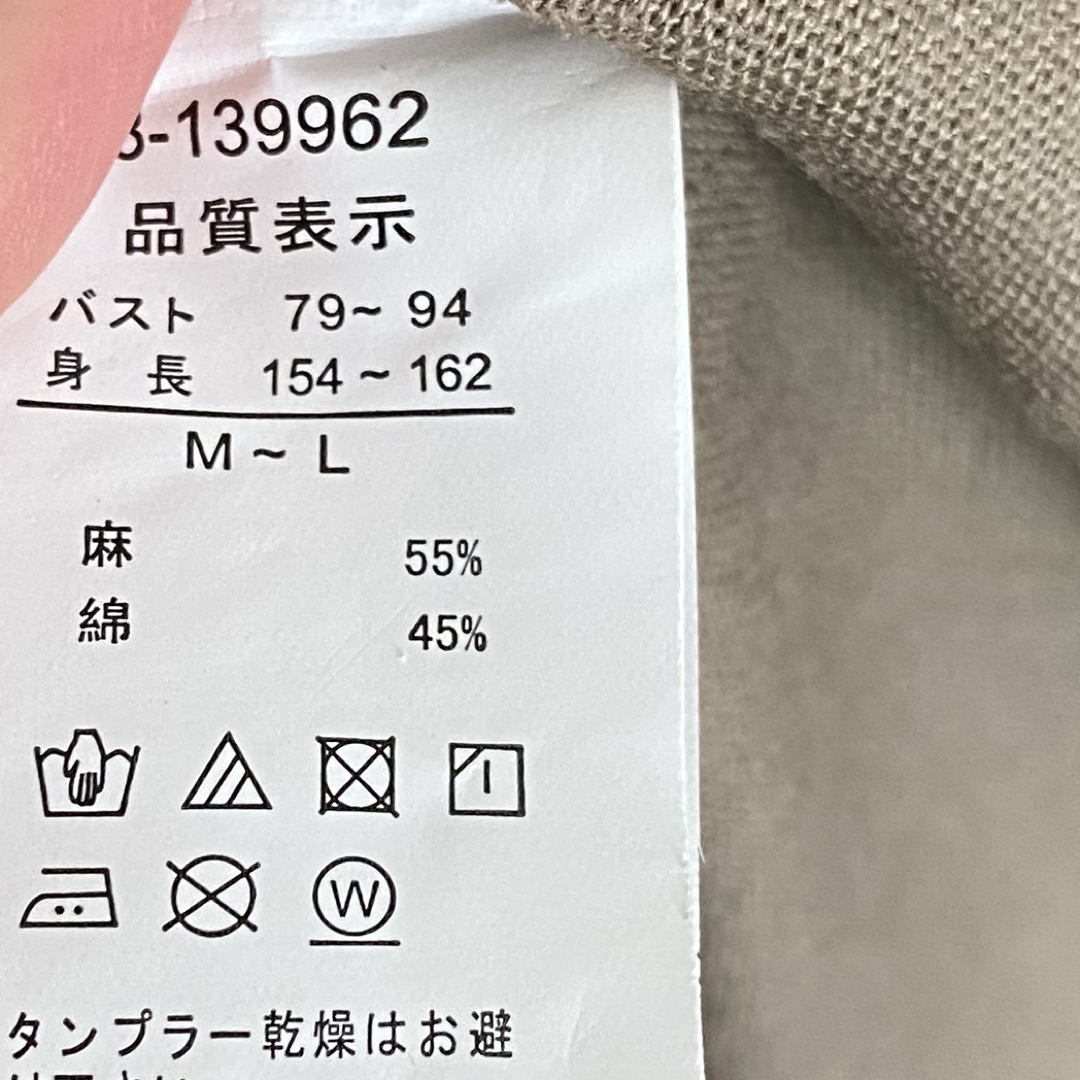 3-139962
品質表示
バスト 79~ 94
身 長 154 ~ 162
M ~ L
麻 55%
綿 45%
W
タンブラー乾燥はお避